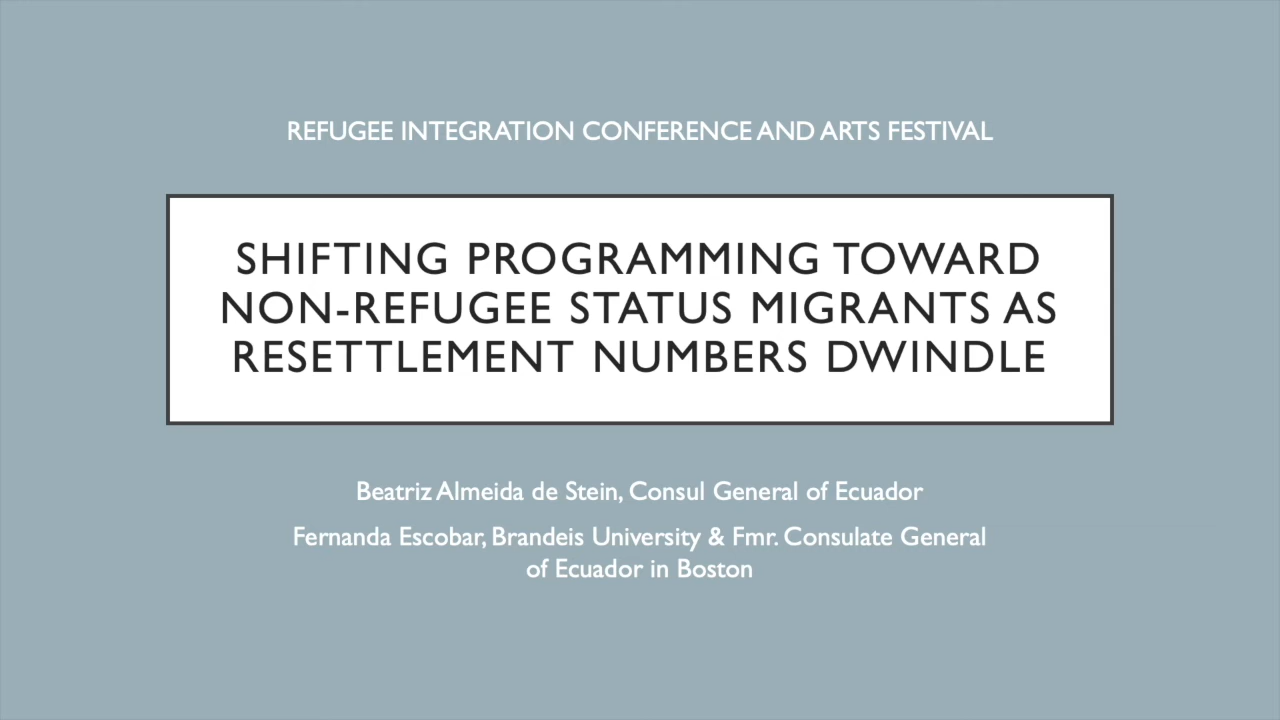 REFUGEE INTEGRATION CONFERENCE AND ARTS FESTIVAL
SHIFTING PROGRAMMING TOWARD
NON-REFUGEE STATUS MIGRANTS AS
RESETTLEMENT NUMBERS DWINDLE
Beatriz Almeida de Stein, Consul General of Ecuador
Fernanda Escobar, Brandeis University & Fmr. Consulate General
of Ecuador in Boston